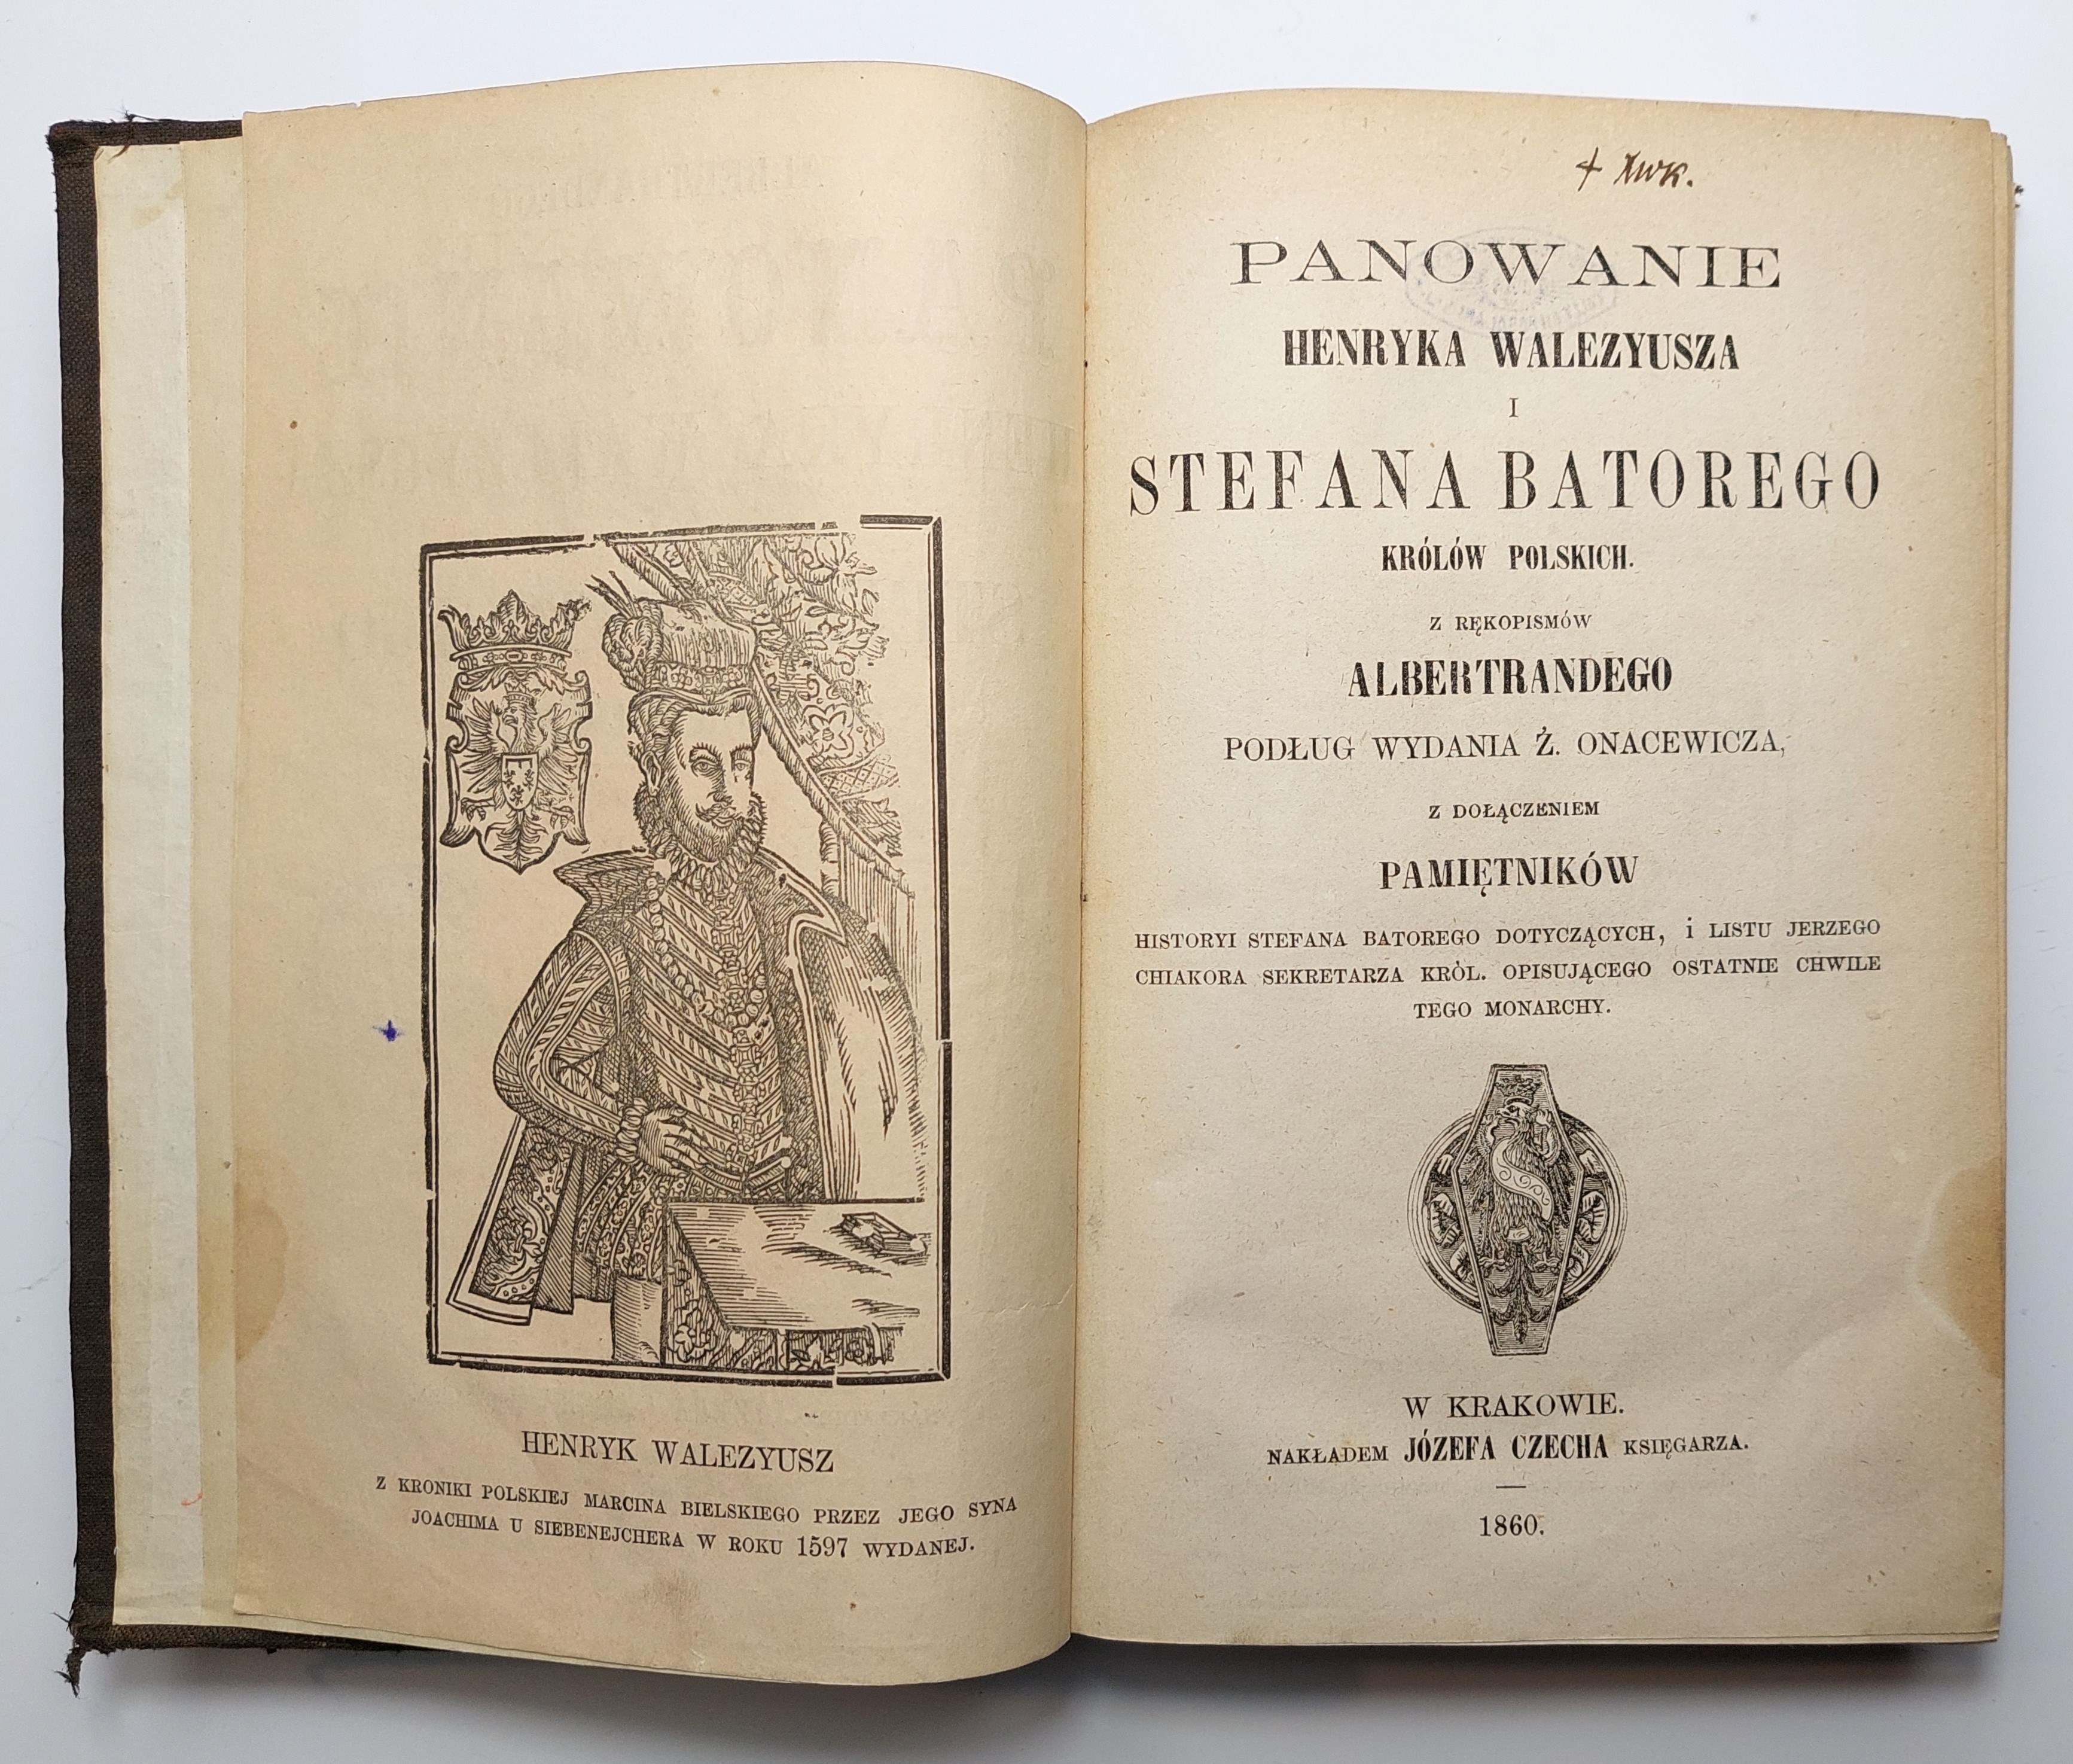 HENRYK WALEZYUSZ
Z KRONIKI POLSKIEJ MARCINA BIELSKIEGO PRZEZ JEGO SYNA
JOACHIMA U SIEBENEJCHERA W ROKU 1597 WYDANEJ.
PANOWANIE
HENRYKA WALEZYUSZA
I
STEFANA BATOREGO
KRÓLÓW POLSKICH.
Z RĘKOPISMÓW
ALBERTRANDEGO
PODŁUG WYDANIA Ż. ONACEWICZA,
Z DOŁĄCZENIEM
PAMIĘTNIKÓW
HISTORYI STEFANA BATOREGO DOTYCZĄCYCH, i LISTU JERZEGO
CHIAKORA SEKRETARZA KRÓL. OPISUJĄCEGO OSTATNIE CHWILE
TEGO MONARCHY.
W KRAKOWIE.
NAKŁADEM JÓZEFA CZECHA KSIĘGARZA.
1860.